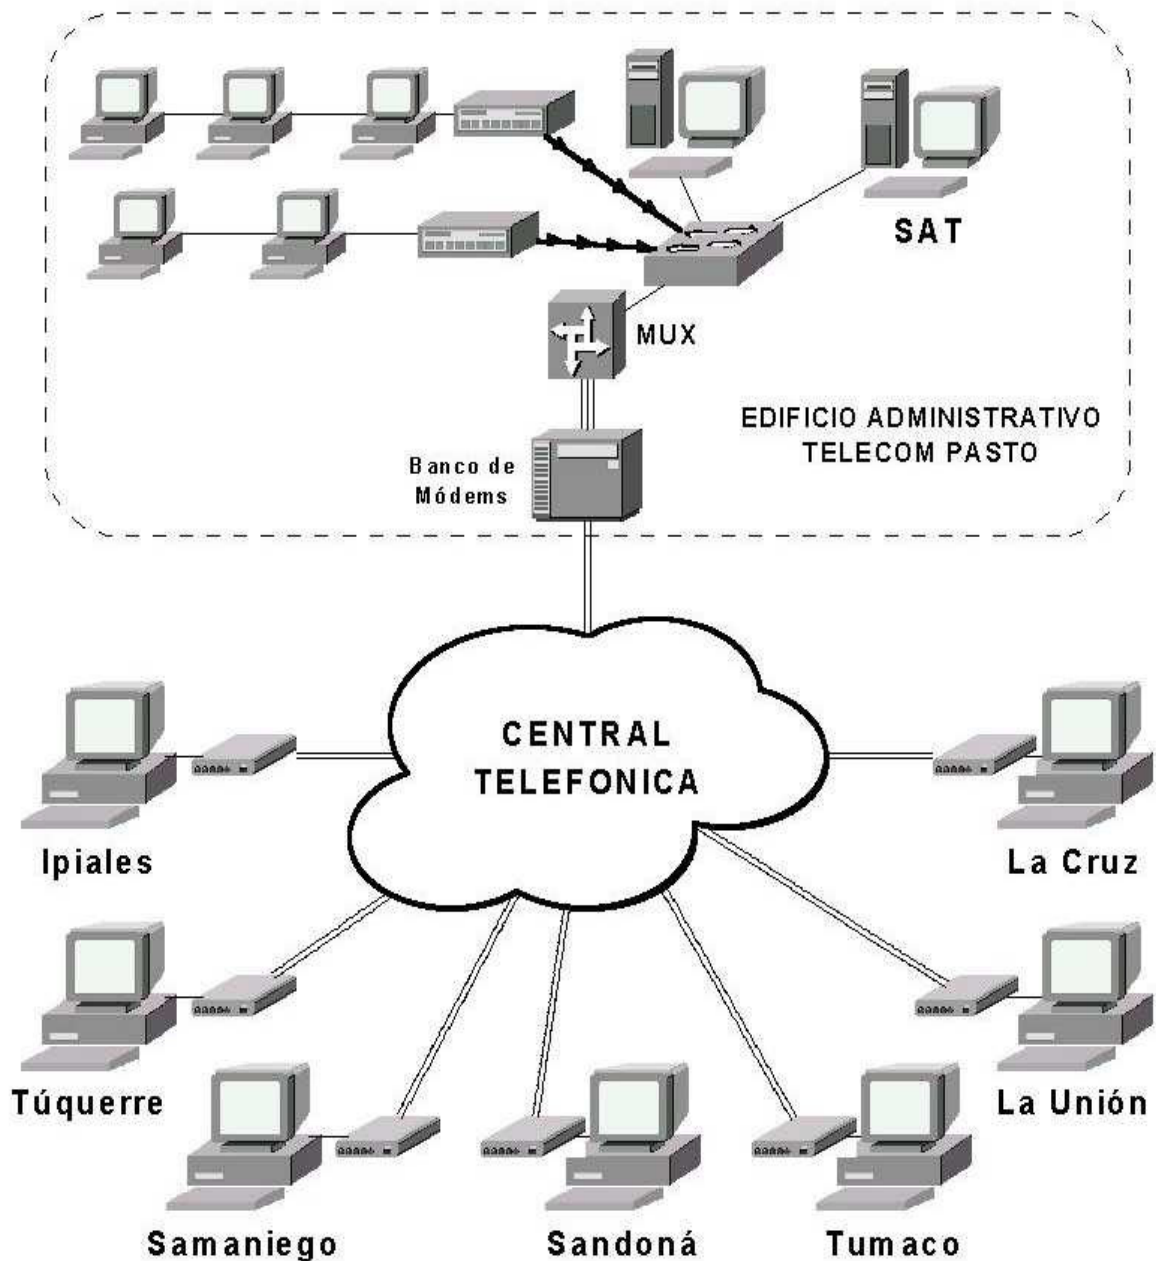 SAT
MUX
EDIFICIO ADMINISTRATIVO
TELECOM PASTO
Banco de
Módems
CENTRAL
TELEFONICA
Ipiales
La Cruz
Túquerre
La Unión
Samaniego
Sandoná
Tumaco